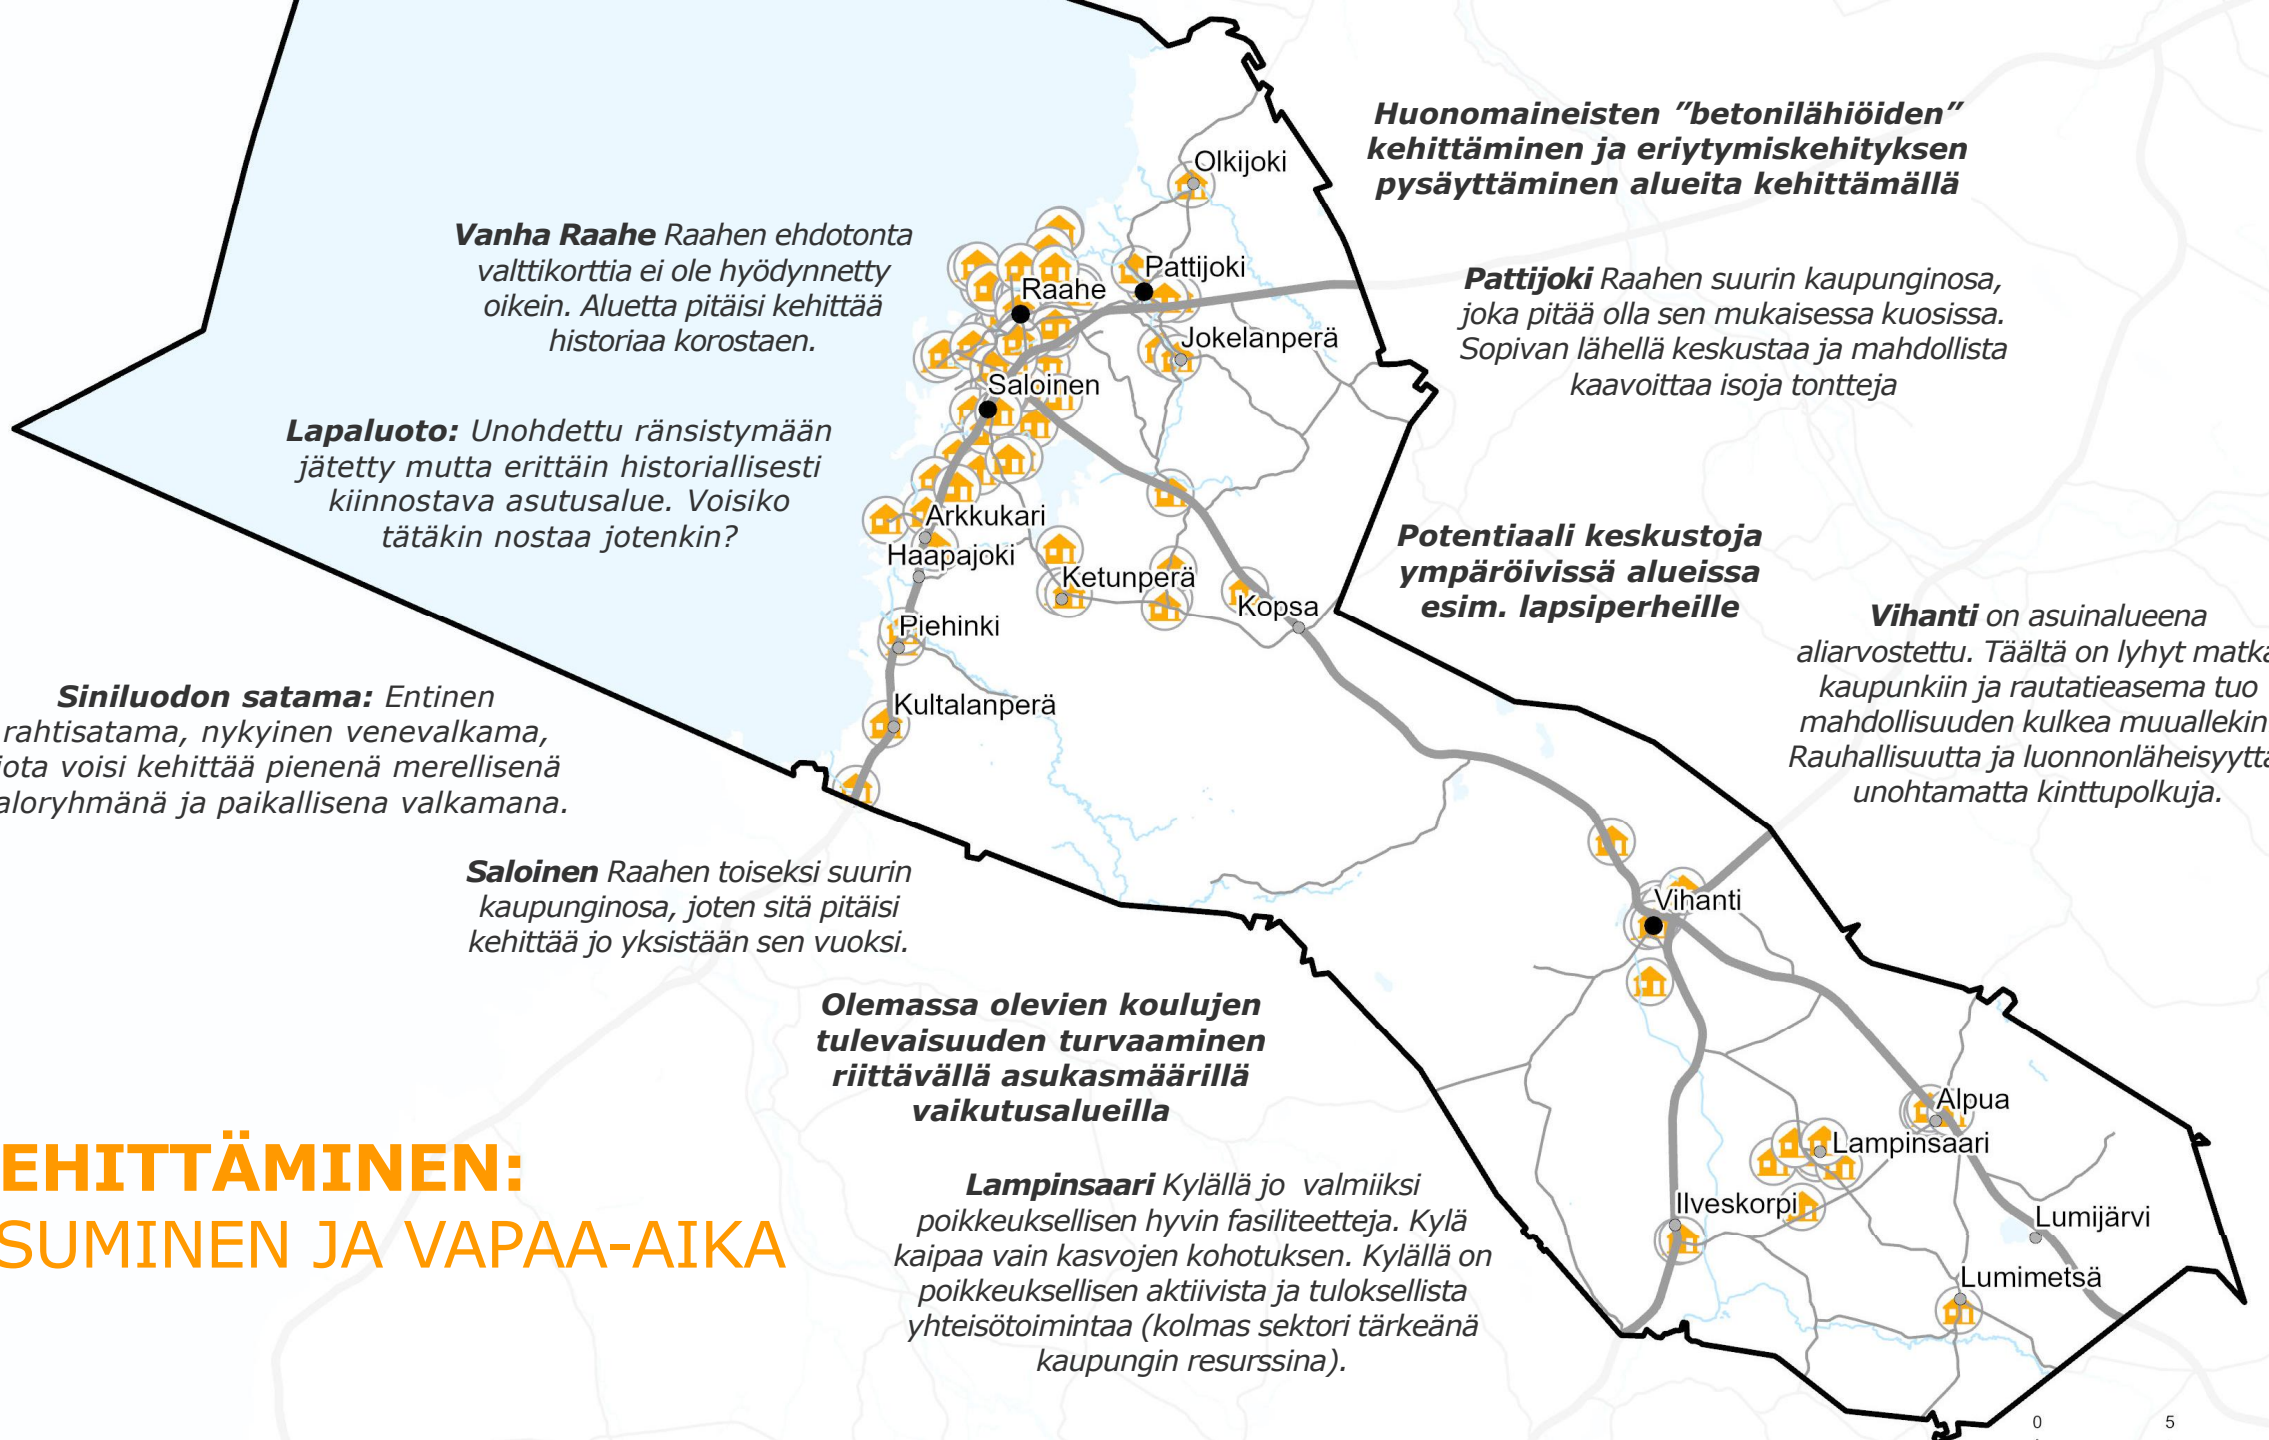 Huonomaineisten ”betonilähiöiden”
kehittäminen ja eriytymiskehityksen
pysäyttäminen alueita kehittämällä
Olkijoki
Vanha Raahe Raahen ehdotonta
valttikorttia ei ole hyödynnetty
oikein. Aluetta pitäisi kehittää
historiaa korostaen.
Pattijoki
Raahe
Jokelanperä
Saloinen
Pattijoki Raahen suurin kaupunginosa,
joka pitää olla sen mukaisessa kuosissa.
Sopivan lähellä keskustaa ja mahdollista
kaavoittaa isoja tontteja
Lapaluoto: Unohdettu ränsistymään
jätetty mutta erittäin historiallisesti
kiinnostava asutusalue. Voisiko
tätäkin nostaa jotenkin?
Arkkukari
Haapajoki
Ketunperä
Kopsa
Piehinki
Kultalanperä
Potentiaali keskustoja
ympäröivissä alueissa
esim. lapsiperheille
Vihanti on asuinalueena
aliarvostettu. Täältä on lyhyt matka
kaupunkiin ja rautatieasema tuo
mahdollisuuden kulkea muuallekin
Rauhallisuutta ja luonnonläheisyyttä
unohtamatta kinttupolkuja.
Siniluodon satama: Entinen
rahtisatama, nykyinen venevalkama,
jota voisi kehittää pienenä merellisenä
aloryhmänä ja paikallisena valkamana.
Saloinen Raahen toiseksi suurin
kaupunginosa, joten sitä pitäisi
kehittää jo yksistään sen vuoksi.
Vihanti
Olemassa olevien koulujen
tulevaisuuden turvaaminen
riittävällä asukasmäärillä
vaikutusalueilla
Alpua
Lampinsaari
Ilveskorpi
Lumijärvi
Lumimetsä
EHITTÄMINEN:
SUMINEN JA VAPAA-AIKA
Lampinsaari Kylällä jo valmiiksi
poikkeuksellisen hyvin fasiliteetteja. Kylä
kaipaa vain kasvojen kohotuksen. Kylällä on
poikkeuksellisen aktiivista ja tuloksellista
yhteisötoimintaa (kolmas sektori tärkeänä
kaupungin resurssina).
0 5